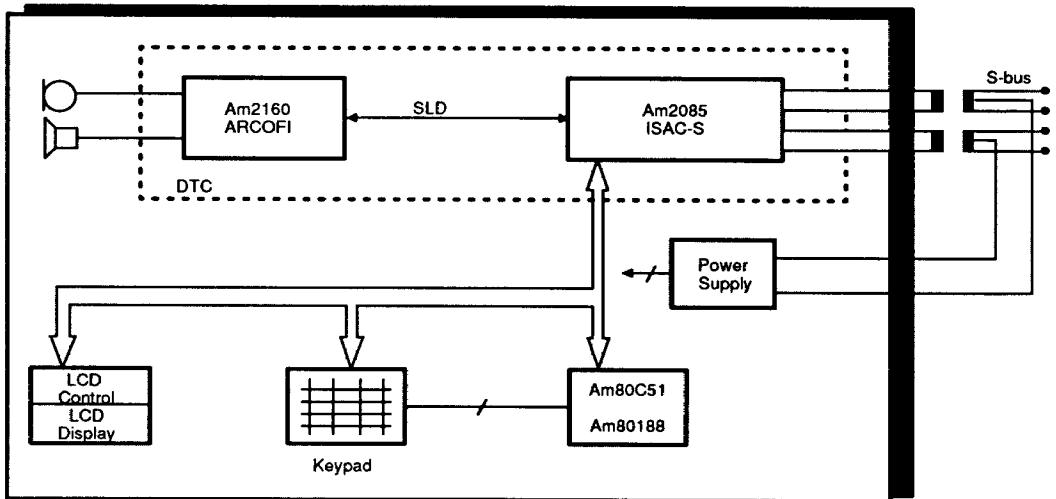 S-bus
Am2160
ARCOFI
SLD
Am2085
ISAC-S
DTC
Power
Supply
LCD
Control
LCD
Display
Keypad
Am80C51
Am80188